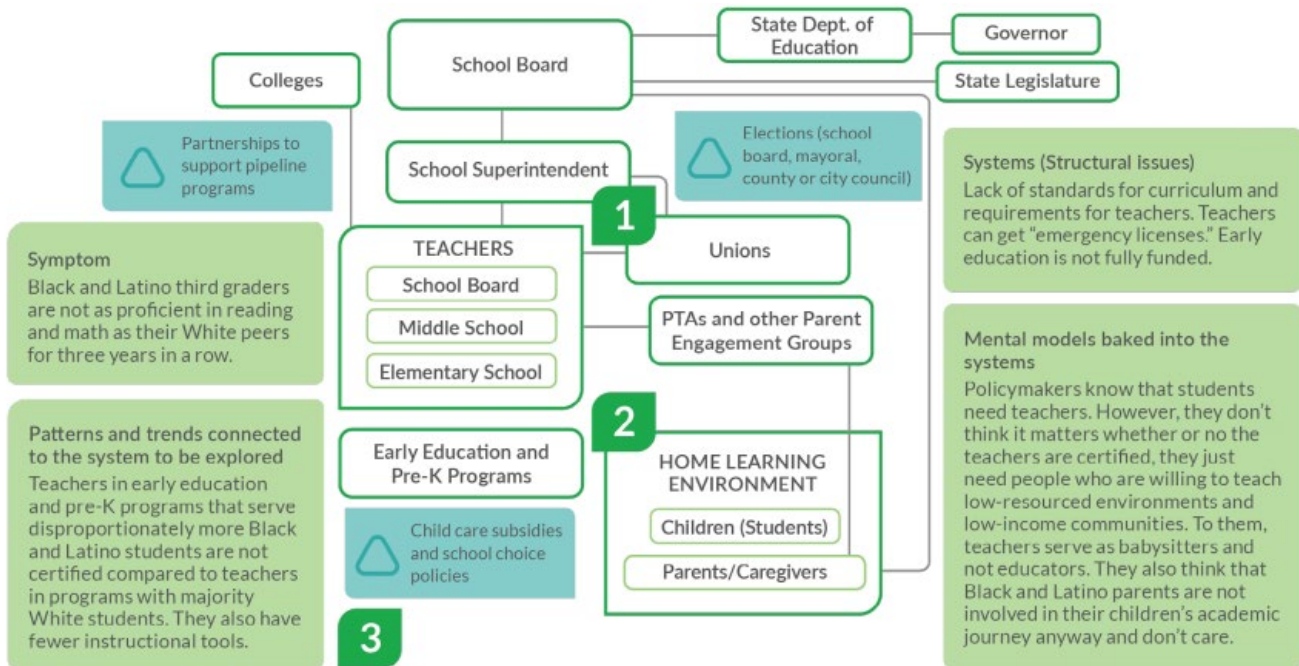 State Dept. of
Education
Governor
School Board
Colleges
State Legislature
Partnerships to
support pipeline
programs
Elections (school
board, mayoral,
county or city council)
School Superintendent
1
Systems (Structural issues)
Lack of standards for curriculum and
requirements for teachers. Teachers
can get “emergency licenses.” Early
education is not fully funded.
TEACHERS
School Board
Middle School
Elementary School
Unions
Symptom
Black and Latino third graders
are not as proficient in reading
and math as their White peers
for three years in a row.
PTAs and other Parent
Engagement Groups
Mental models baked into the
systems
Policymakers know that students
need teachers. However, they don’t
think it matters whether or no the
teachers are certified, they just
need people who are willing to teach
low-resourced environments and
low-income communities. To them,
teachers serve as babysitters and
not educators. They also think that
Black and Latino parents are not
involved in their children’s academic
journey anyway and don’t care.
Patterns and trends connected
to the system to be explored
Teachers in early education
and pre-K programs that serve
disproportionately more Black
and Latino students are not
certified compared to teachers
in programs with majority
White students. They also have
fewer instructional tools.
Early Education and
Pre-K Programs
2
HOME LEARNING
ENVIRONMENT
Children (Students)
Parents/Caregivers
Child care subsidies
and school choice
policies
3